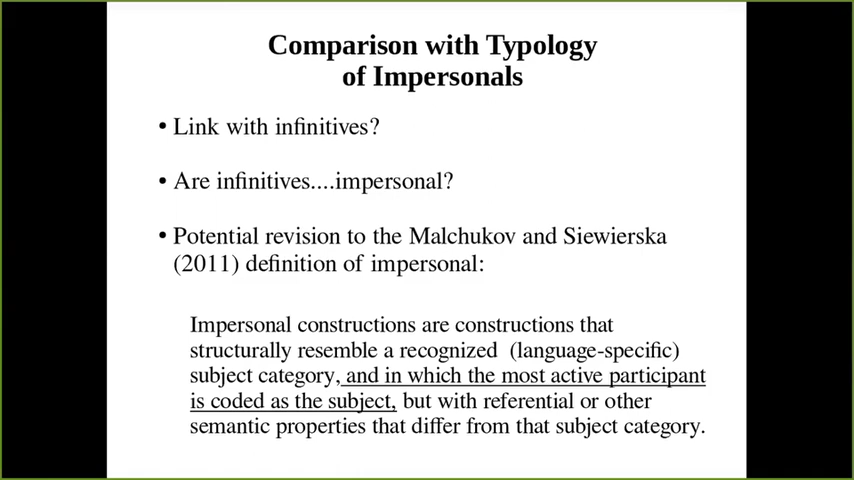 Comparison with Typology
of Impersonals
• Link with infinitives?
• Are infinitives....impersonal?
• Potential revision to the Malchukov and Siewierska
(2011) definition of impersonal:
Impersonal constructions are constructions that
structurally resemble a recognized (language-specific)
subject category, and in which the most active participant
is coded as the subject, but with referential or other
semantic properties that differ from that subject category.